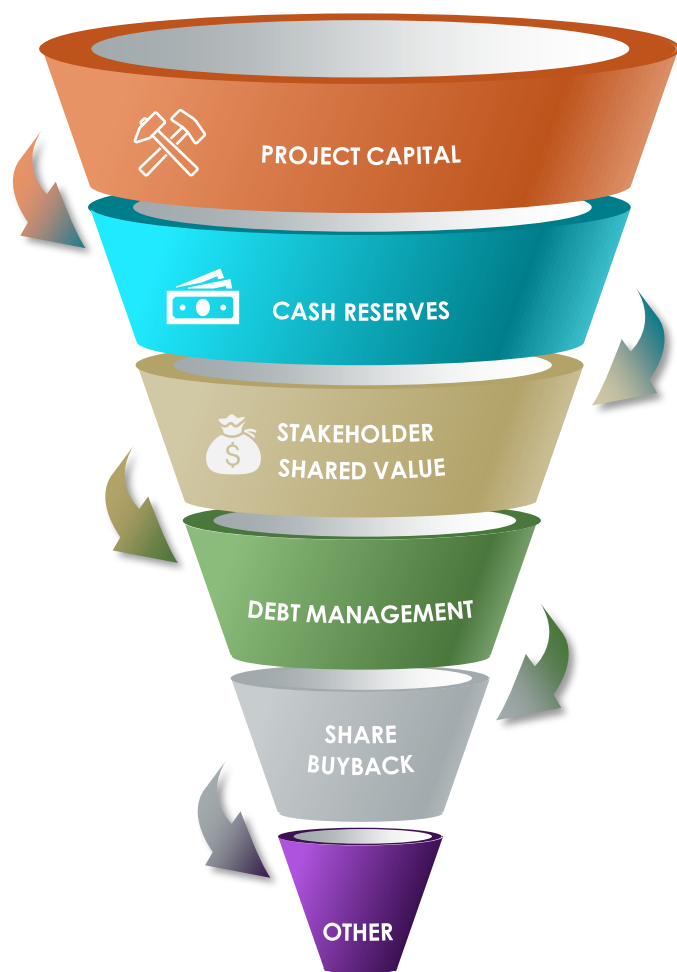 PROJECT CAPITAL
CASH RESERVES
STAKEHOLDER
SHARED VALUE
$
DEBT MANAGEMENT
SHARE
BUYBACK
OTHER